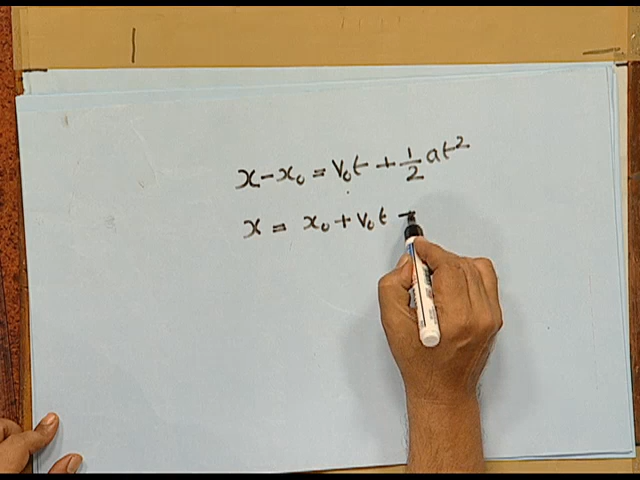 x - x₀ = v₀t + ½at²
x = x₀ + v₀t -